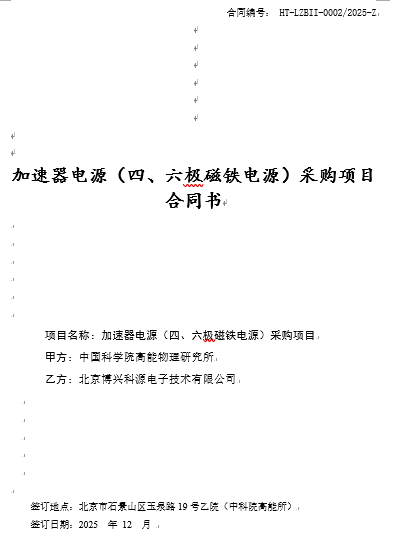 合同编号： HT-LZBII-0002/2025-Z
加速器电源（四、六极磁铁电源）采购项目
合同书
项目名称：加速器电源（四、六极磁铁电源）采购项目
甲方：中国科学院高能物理研究所
乙方：北京博兴科源电子技术有限公司
签订地点：北京市石景山区玉泉路19号乙院（中科院高能所）
签订日期：2025 年 12 月